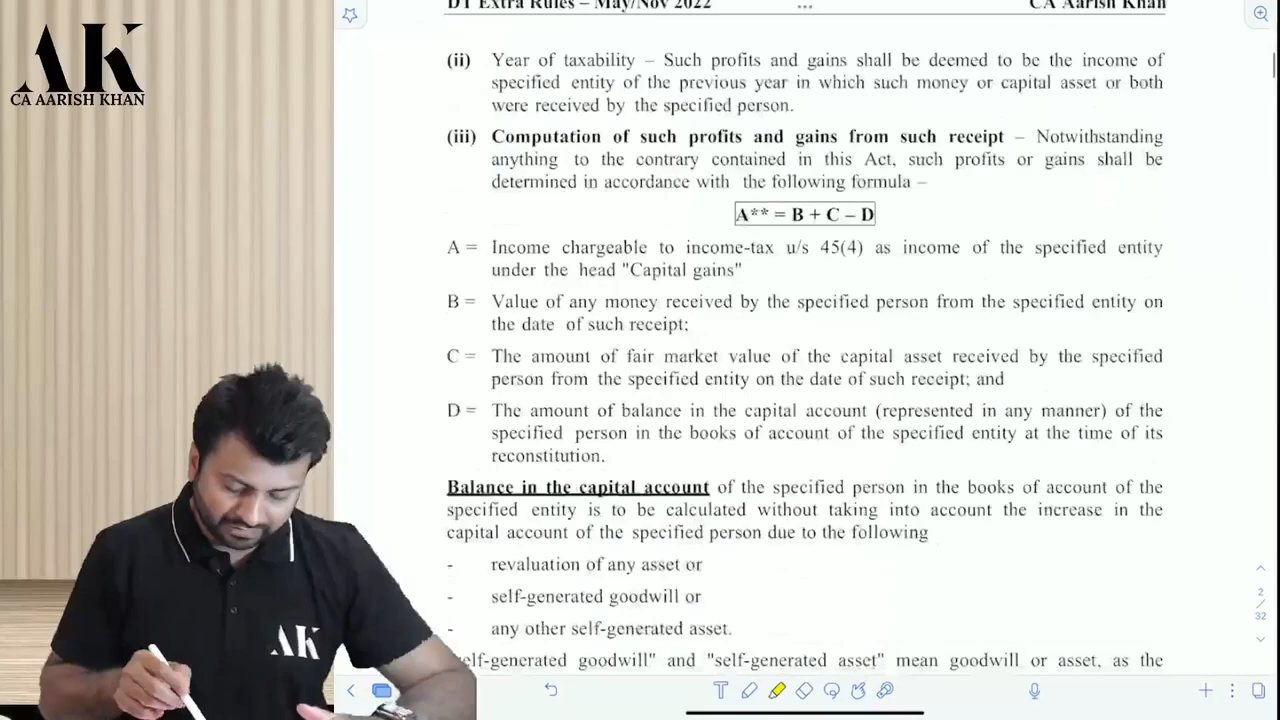 AK
CA AARISH KHAN
DT Extra Rules – May/Nov 2022
...
CA Aarish Khan
(ii) Year of taxability – Such profits and gains shall be deemed to be the income of
specified entity of the previous year in which such money or capital asset or both
were received by the specified person.
(iii) Computation of such profits and gains from such receipt – Notwithstanding
anything to the contrary contained in this Act, such profits or gains shall be
determined in accordance with the following formula –
A** = B + C – D
A = Income chargeable to income-tax u/s 45(4) as income of the specified entity
under the head "Capital gains"
B = Value of any money received by the specified person from the specified entity on
the date of such receipt;
C = The amount of fair market value of the capital asset received by the specified
person from the specified entity on the date of such receipt; and
D = The amount of balance in the capital account (represented in any manner) of the
specified person in the books of account of the specified entity at the time of its
reconstitution.
Balance in the capital account of the specified person in the books of account of the
specified entity is to be calculated without taking into account the increase in the
capital account of the specified person due to the following
- revaluation of any asset or
- self-generated goodwill or
- any other self-generated asset.
elf-generated goodwill" and "self-generated asset" mean goodwill or asset, as the
AK
2
/
32
T